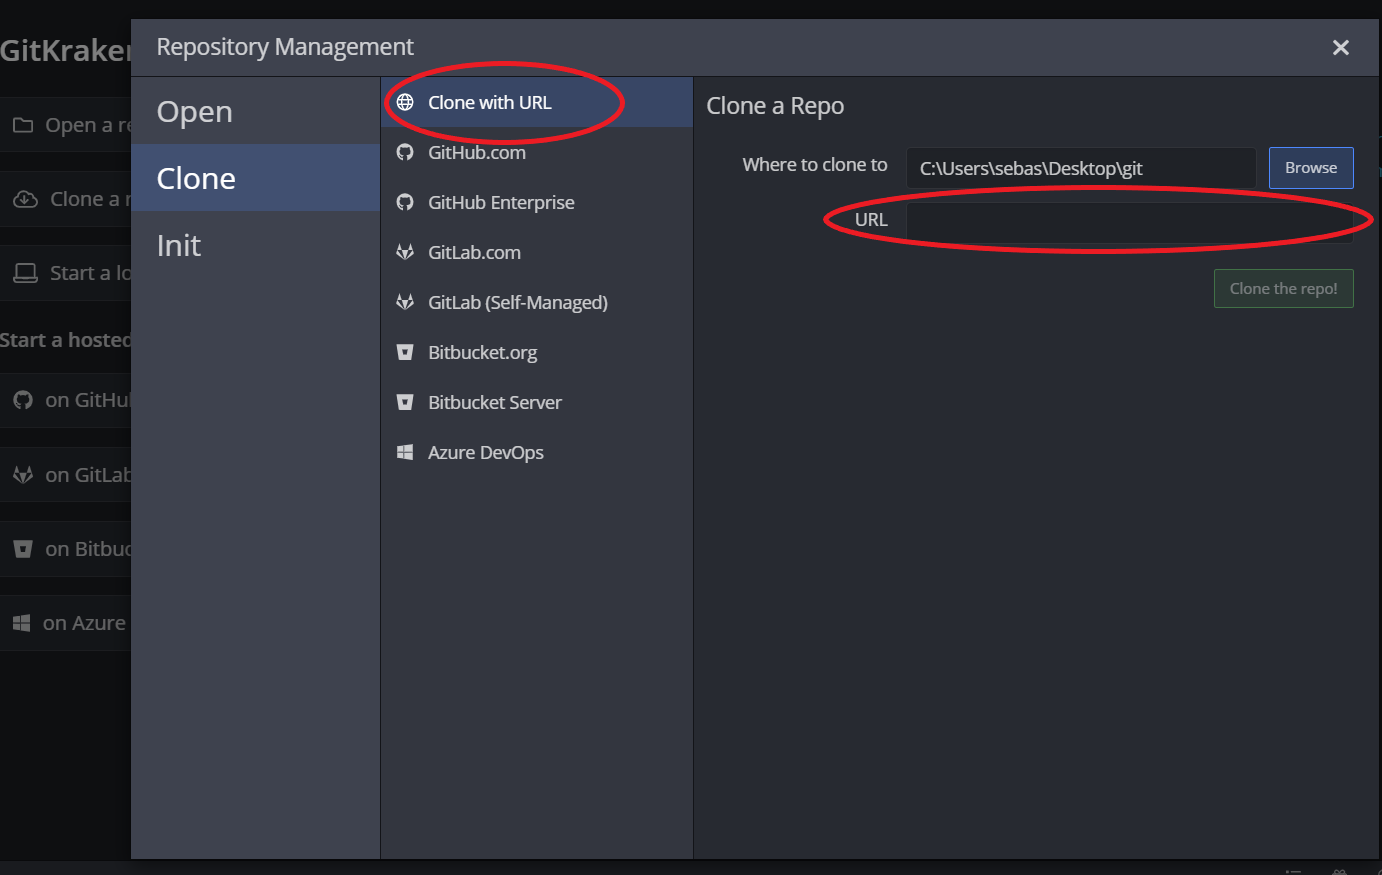 GitKraken
Open a re
Clone a r
Start a lo
Start a hosted
on GitHub
on GitLab
on Bitbuc
on Azure
Repository Management
Open
Clone
Init
Clone with URL
GitHub.com
GitHub Enterprise
GitLab.com
GitLab (Self-Managed)
Bitbucket.org
Bitbucket Server
Azure DevOps
Clone a Repo
Where to clone to
C:\Users\sebas\Desktop\git
Browse
URL
Clone the repo!